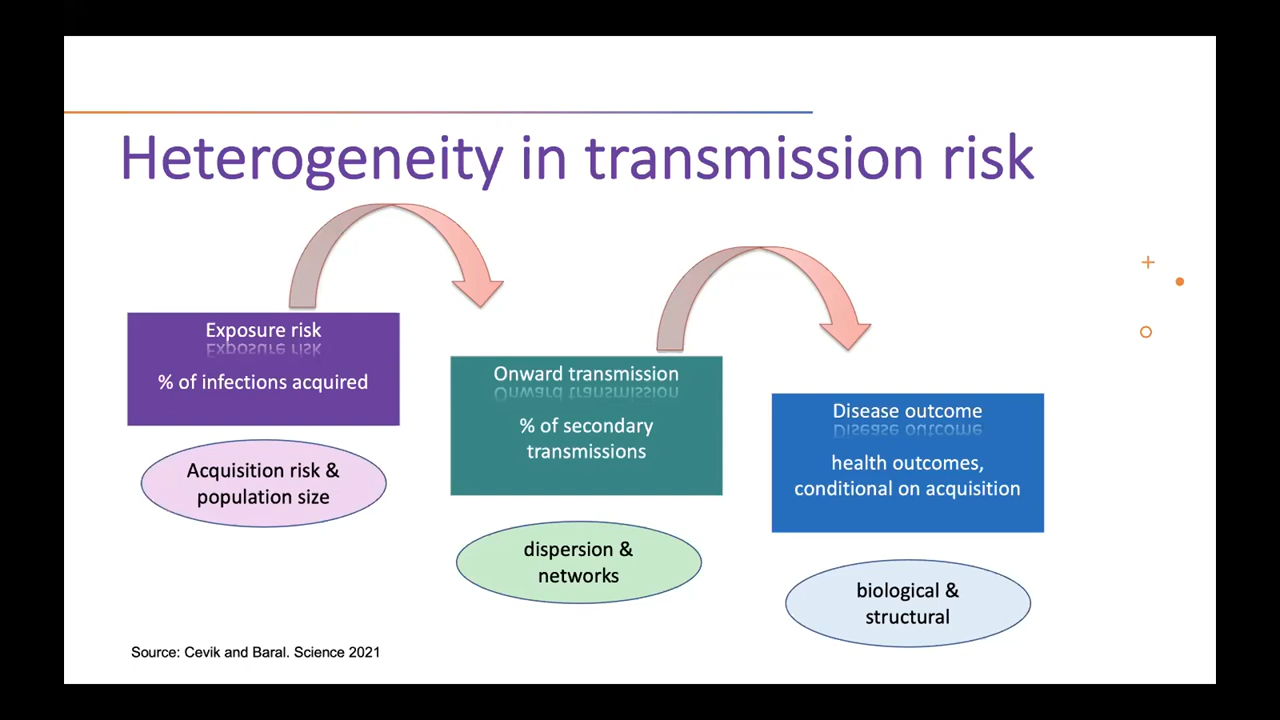 Heterogeneity in transmission risk
Exposure risk
% of infections acquired
Acquisition risk &
population size
Onward transmission
% of secondary
transmissions
dispersion &
networks
Disease outcome
health outcomes,
conditional on acquisition
biological &
structural
Source: Cevik and Baral. Science 2021